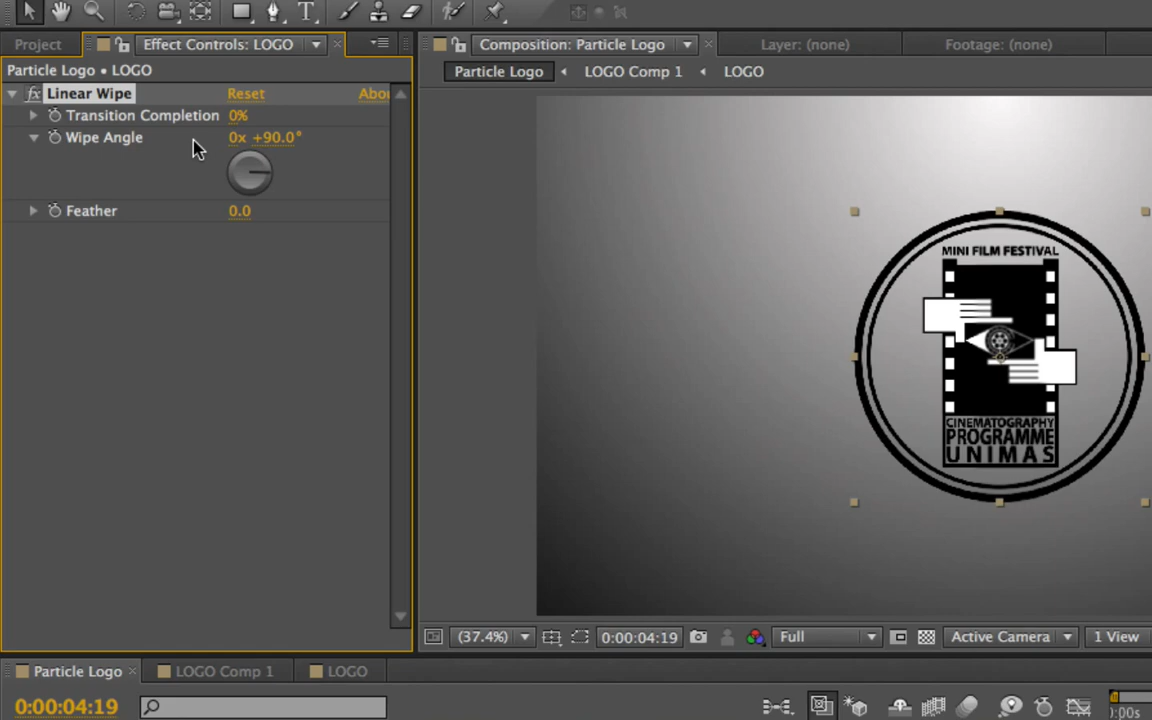 T
Project
Effect Controls: LOGO
Composition: Particle Logo
Layer: (none)
Footage: (none)
Particle Logo • LOGO
Particle Logo
LOGO Comp 1
LOGO
fx Linear Wipe
Reset
Transition Completion
0%
Wipe Angle
0x +90.0°
Feather
0.0
MINI FILM FESTIVAL
CINEMATOGRAPHY
PROGRAMME
UNIMAS
(37.4%)
0:00:04:19
Full
Active Camera
1 View
Particle Logo
LOGO Comp 1
LOGO
0:00:04:19